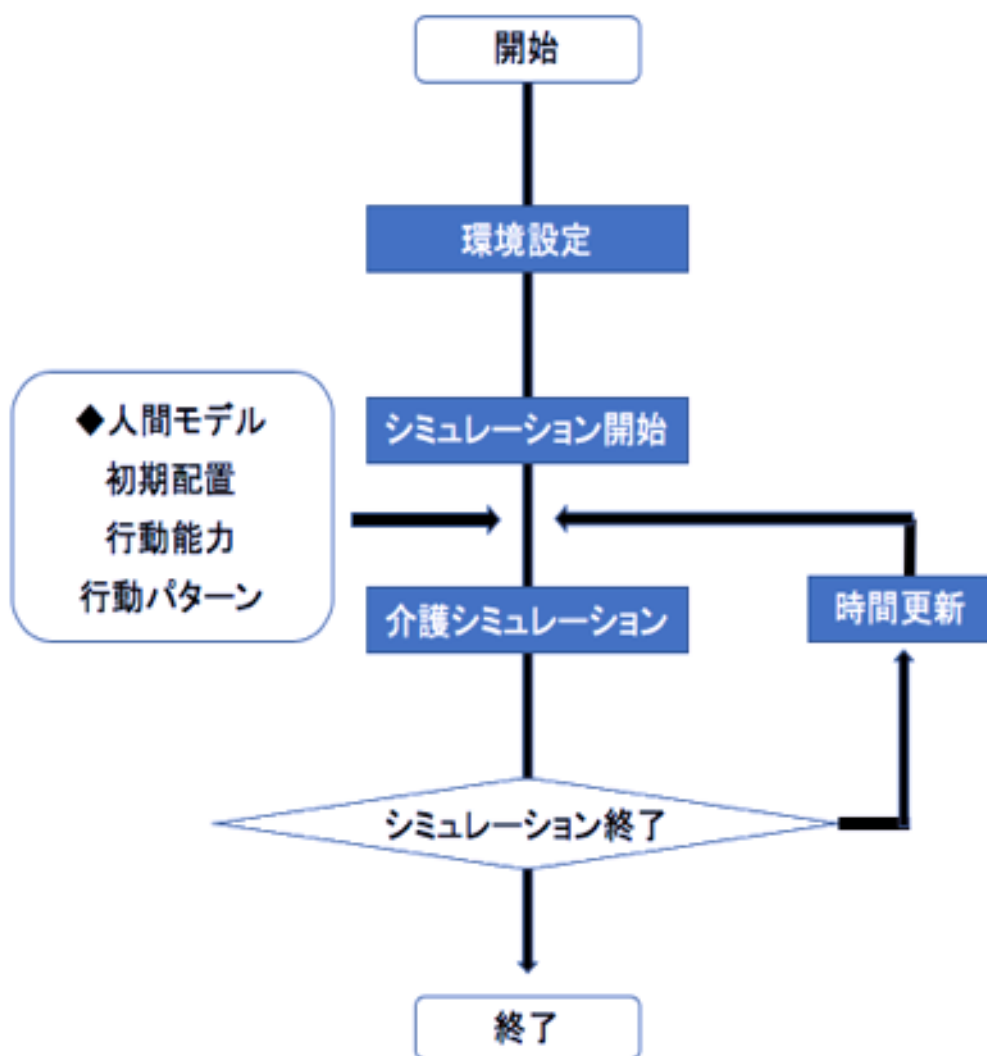 開始
環境設定
シミュレーション開始
◆人間モデル
初期配置
行動能力
行動パターン
介護シミュレーション
時間更新
シミュレーション終了
終了